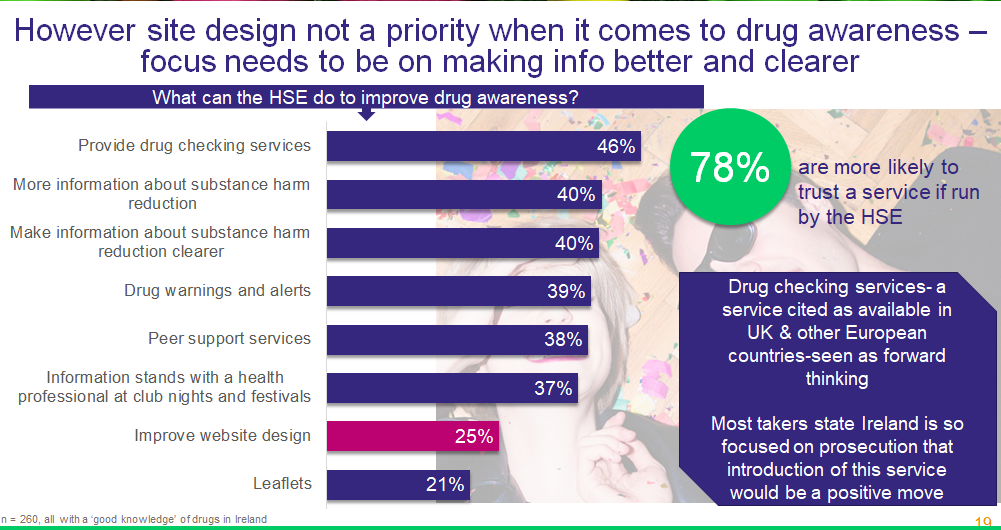 However site design not a priority when it comes to drug awareness –
focus needs to be on making info better and clearer
What can the HSE do to improve drug awareness?
Provide drug checking services
46%
More information about substance harm
reduction
40%
Make information about substance harm
reduction clearer
40%
Drug warnings and alerts
39%
Peer support services
38%
Information stands with a health
professional at club nights and festivals
37%
Improve website design
25%
Leaflets
21%
78%
are more likely to
trust a service if run
by the HSE
Drug checking services- a
service cited as available in
UK & other European
countries-seen as forward
thinking
Most takers state Ireland is so
focused on prosecution that
introduction of this service
would be a positive move
n = 260, all with a ‘good knowledge’ of drugs in Ireland
19